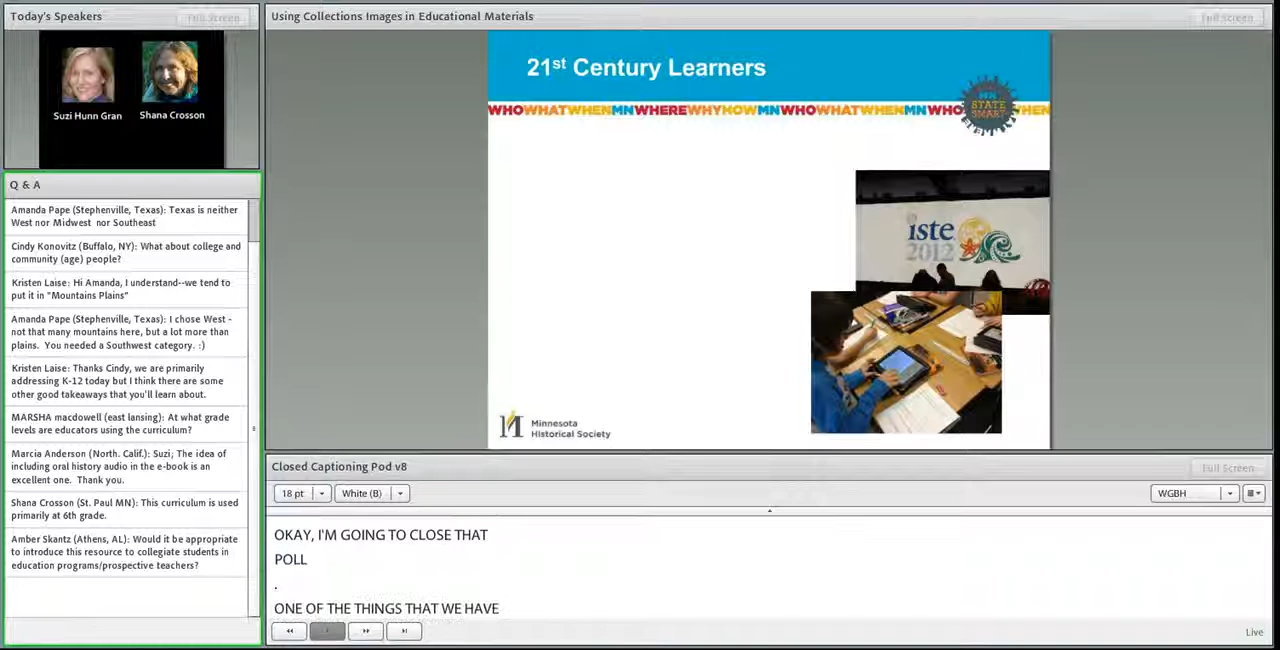 Today's Speakers
Full Screen
Suzi Hunn Gran
Shana Crosson
Q & A
Amanda Pape (Stephenville, Texas): Texas is neither
West nor Midwest nor Southeast
Cindy Konovitz (Buffalo, NY): What about college and
community (age) people?
Kristen Laise: Hi Amanda, I understand--we tend to
put it in "Mountains Plains"
Amanda Pape (Stephenville, Texas): I chose West -
not that many mountains here, but a lot more than
plains. You needed a Southwest category. :)
Kristen Laise: Thanks Cindy, we are primarily
addressing K-12 today but I think there are some
other good takeaways that you'll learn about.
MARSHA macdowell (east lansing): At what grade
levels are educators using the curriculum?
Marcia Anderson (North. Calif.): Suzi; The idea of
including oral history audio in the e-book is an
excellent one. Thank you.
Shana Crosson (St. Paul MN): This curriculum is used
primarily at 6th grade.
Amber Skantz (Athens, AL): Would it be appropriate
to introduce this resource to collegiate students in
education programs/prospective teachers?
Using Collections Images in Educational Materials
Full Screen
21st Century Learners
WHOWHATWHENMNWHEREWHYHOWMNWHOWHATWHENMNWHO HEN
MN
STATE
SMART
iste
2012
Minnesota
Historical Society
Closed Captioning Pod v8
Full Screen
18 pt
White (B)
WGBH
OKAY, I'M GOING TO CLOSE THAT
POLL
.
ONE OF THE THINGS THAT WE HAVE
Live